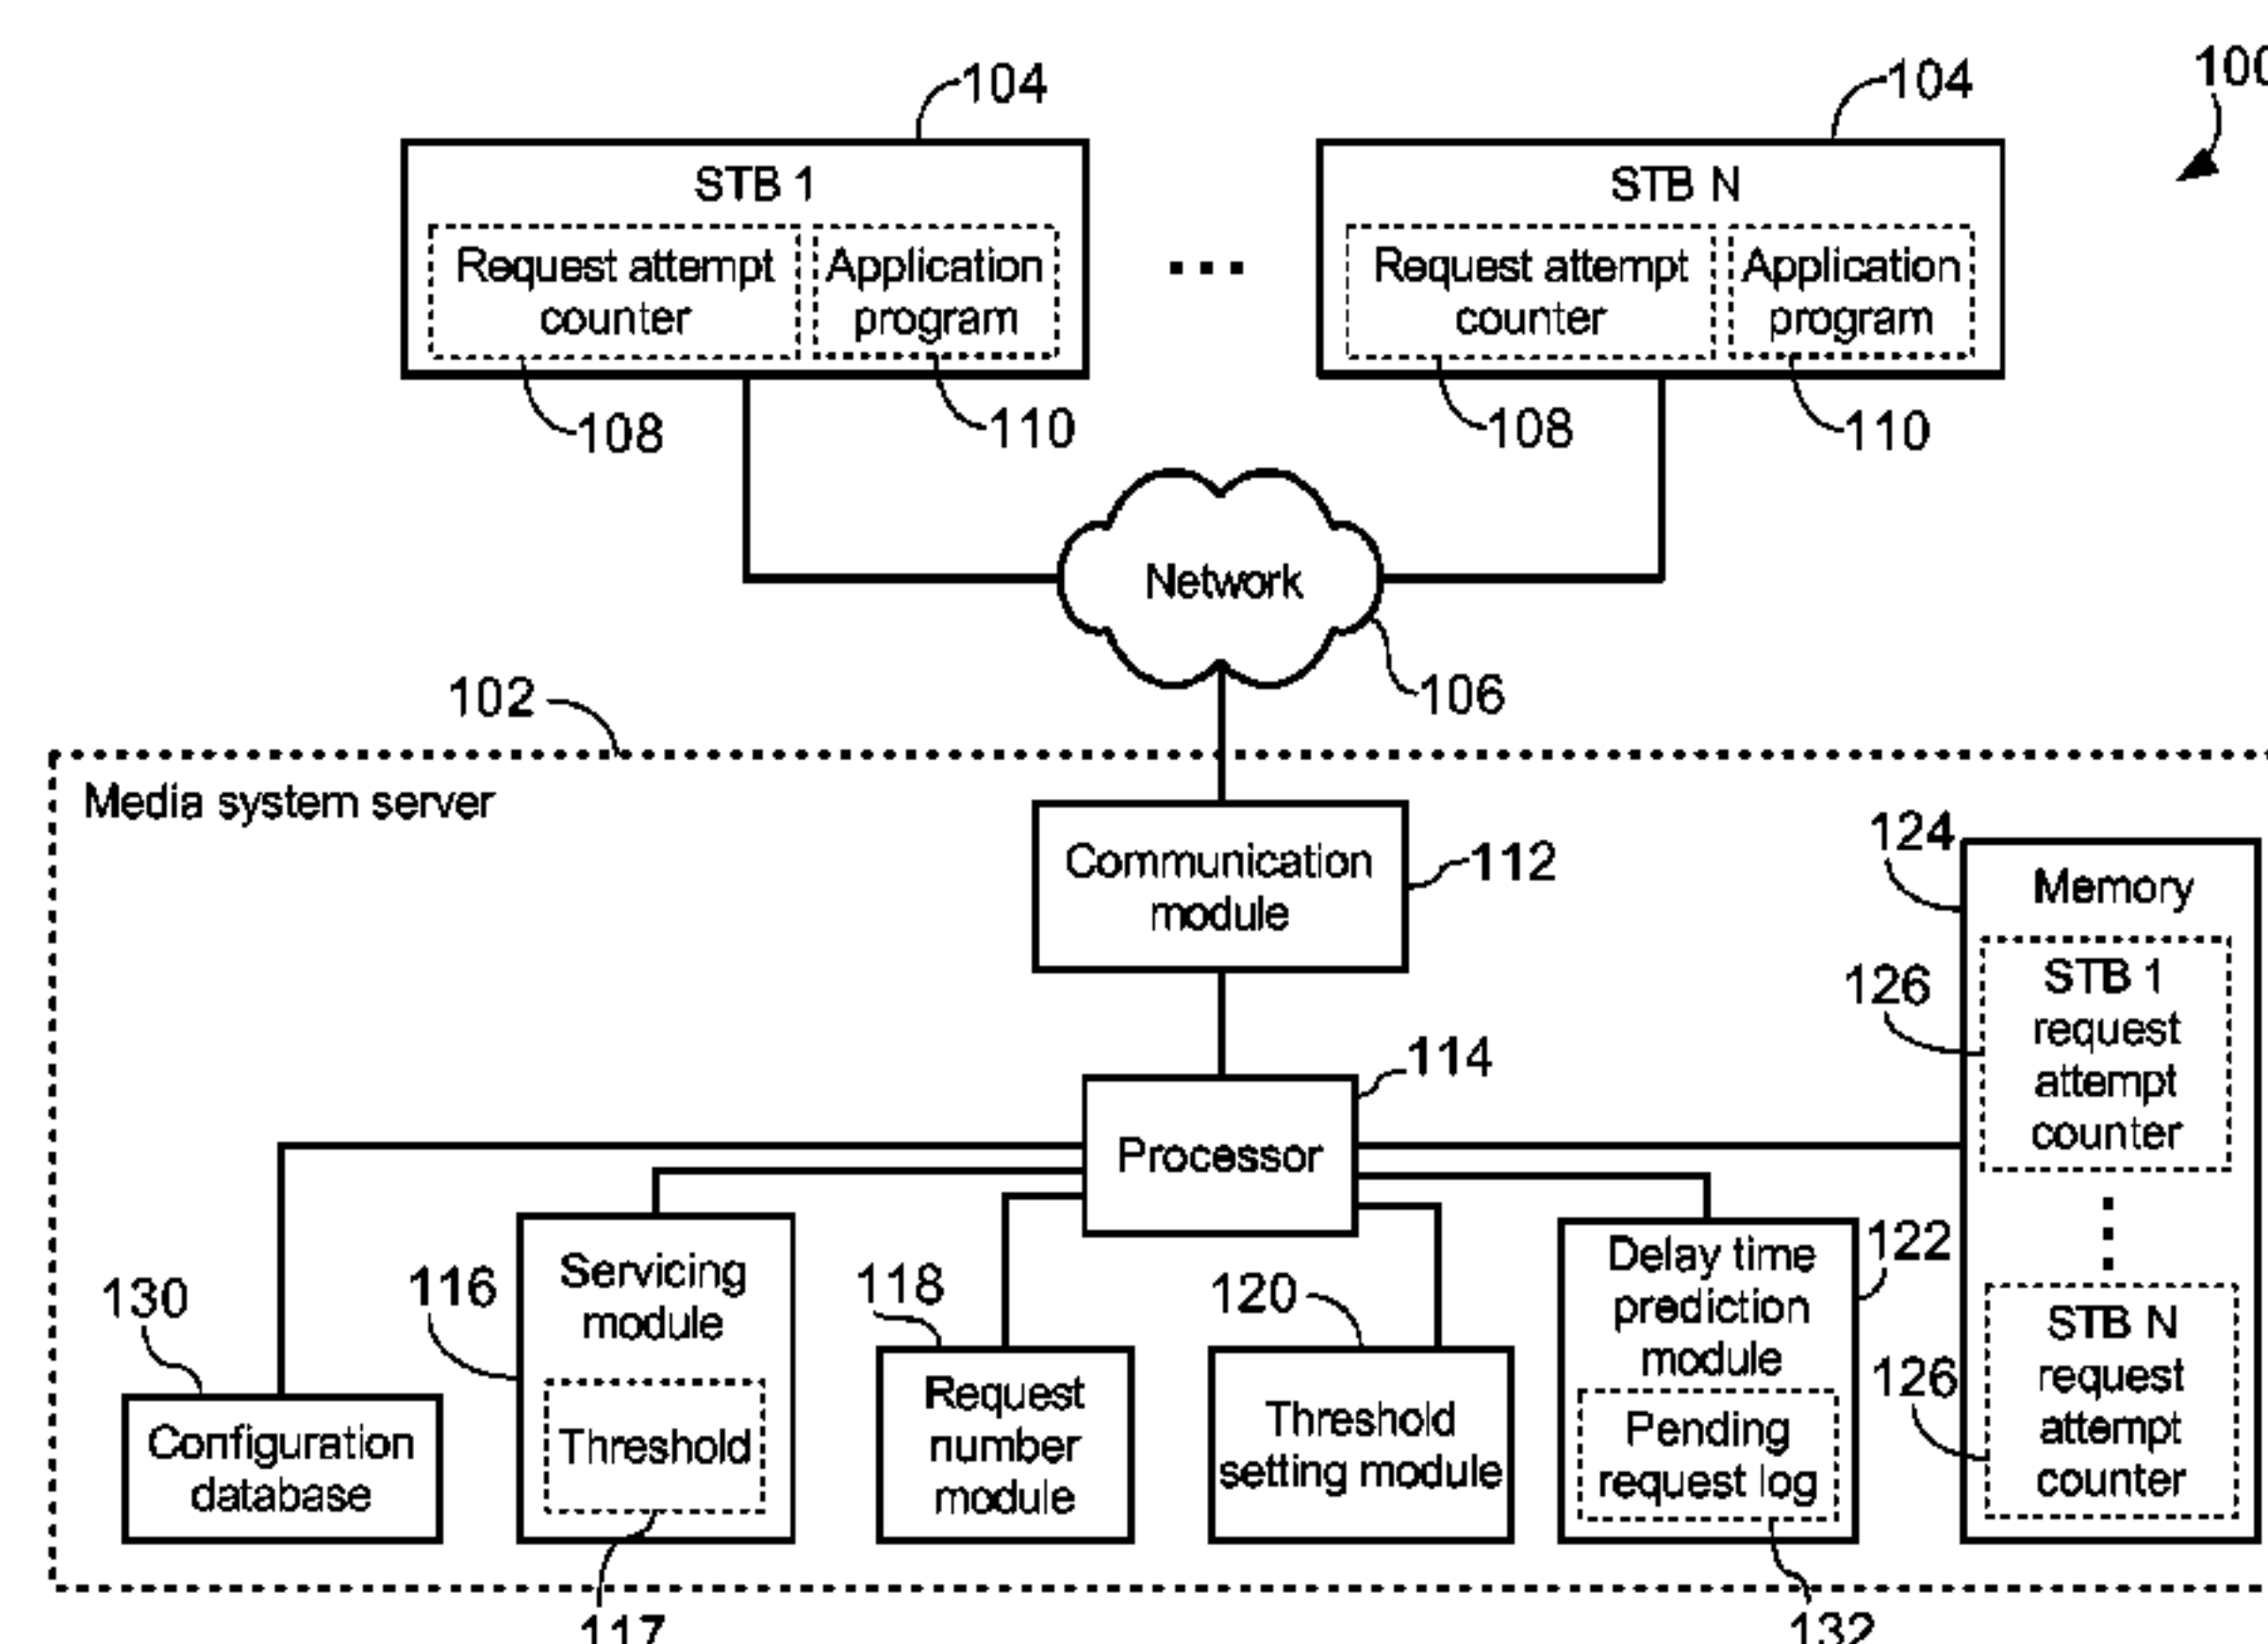 104
104
100
STB 1
STB N
Request attempt
counter
Application
program
...
Request attempt
counter
Application
program
108
110
108
110
Network
106
102
Media system server
Communication
module
112
124
Memory
126
STB 1
request
attempt
counter
114
Processor
130
116
Servicing
module
118
120
Delay time
prediction
module
122
126
STB N
request
attempt
counter
Configuration
database
Threshold
Request
number
module
Threshold
setting module
Pending
request log
117
132